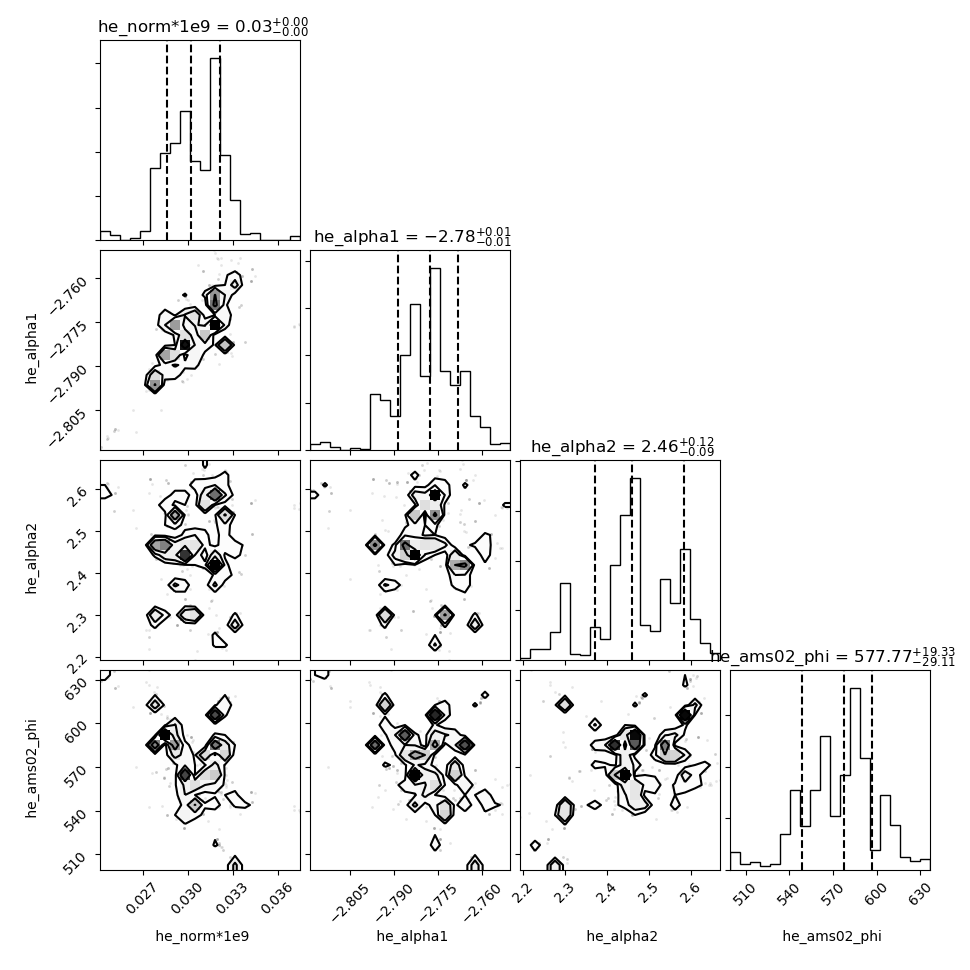 he_norm*1e9 = 0.03+0.00−0.00
he_alpha1 = −2.78+0.01−0.01
−2.760
−2.775
−2.790
−2.805
he_alpha1
he_alpha2 = 2.46+0.12−0.09
2.6
2.5
2.4
2.3
2.2
he_alpha2
he_ams02_phi = 577.77+19.33−29.11
630
600
570
540
510
he_ams02_phi
0.027 0.030 0.033 0.036
−2.805 −2.790 −2.775 −2.760
2.2 2.3 2.4 2.5 2.6
510 540 570 600 630
he_norm*1e9 he_alpha1 he_alpha2 he_ams02_phi